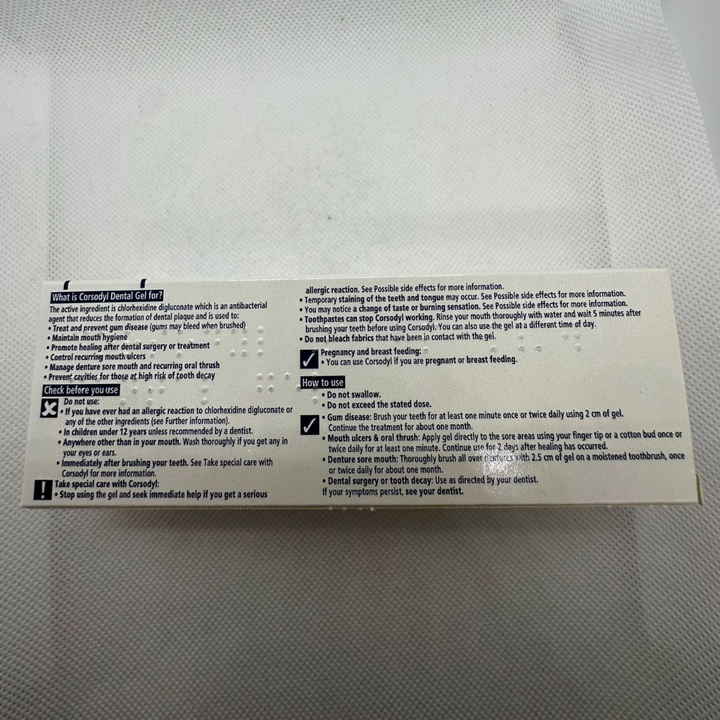 What is Corsodyl Dental Gel for?
The active ingredient is chlorhexidine digluconate which is an antibacterial
agent that reduces the formation of dental plaque and is used to:
• Treat and prevent gum disease (gums may bleed when brushed)
• Maintain mouth hygiene
• Promote healing after dental surgery or treatment
• Control recurring mouth ulcers
• Manage denture sore mouth and recurring oral thrush
• Prevent cavities for those at high risk of tooth decay
Check before you use
Do not use:
• If you have ever had an allergic reaction to chlorhexidine digluconate or
any of the other ingredients (see Further information).
• In children under 12 years unless recommended by a dentist.
• Anywhere other than in your mouth. Wash thoroughly if you get any in
your eyes or ears.
• Immediately after brushing your teeth. See Take special care with
Corsodyl for more information.
! Take special care with Corsodyl:
• Stop using the gel and seek immediate help if you get a serious
allergic reaction. See Possible side effects for more information.
• Temporary staining of the teeth and tongue may occur. See Possible side effects for more information.
• You may notice a change of taste or burning sensation. See Possible side effects for more information.
• Toothpastes can stop Corsodyl working. Rinse your mouth thoroughly with water and wait 5 minutes after
brushing your teeth before using Corsodyl. You can also use the gel at a different time of day.
• Do not bleach fabrics that have been in contact with the gel.
Pregnancy and breast feeding:
• You can use Corsodyl if you are pregnant or breast feeding.
How to use
• Do not swallow.
• Do not exceed the stated dose.
• Gum disease: Brush your teeth for at least one minute once or twice daily using 2 cm of gel.
Continue the treatment for about one month.
• Mouth ulcers & oral thrush: Apply gel directly to the sore areas using your finger tip or a cotton bud once or
twice daily for at least one minute. Continue use for 2 days after healing has occurred.
• Denture sore mouth: Thoroughly brush all over dentures with 2.5 cm of gel on a moistened toothbrush, once
or twice daily for about one month.
• Dental surgery or tooth decay: Use as directed by your dentist.
If your symptoms persist, see your dentist.